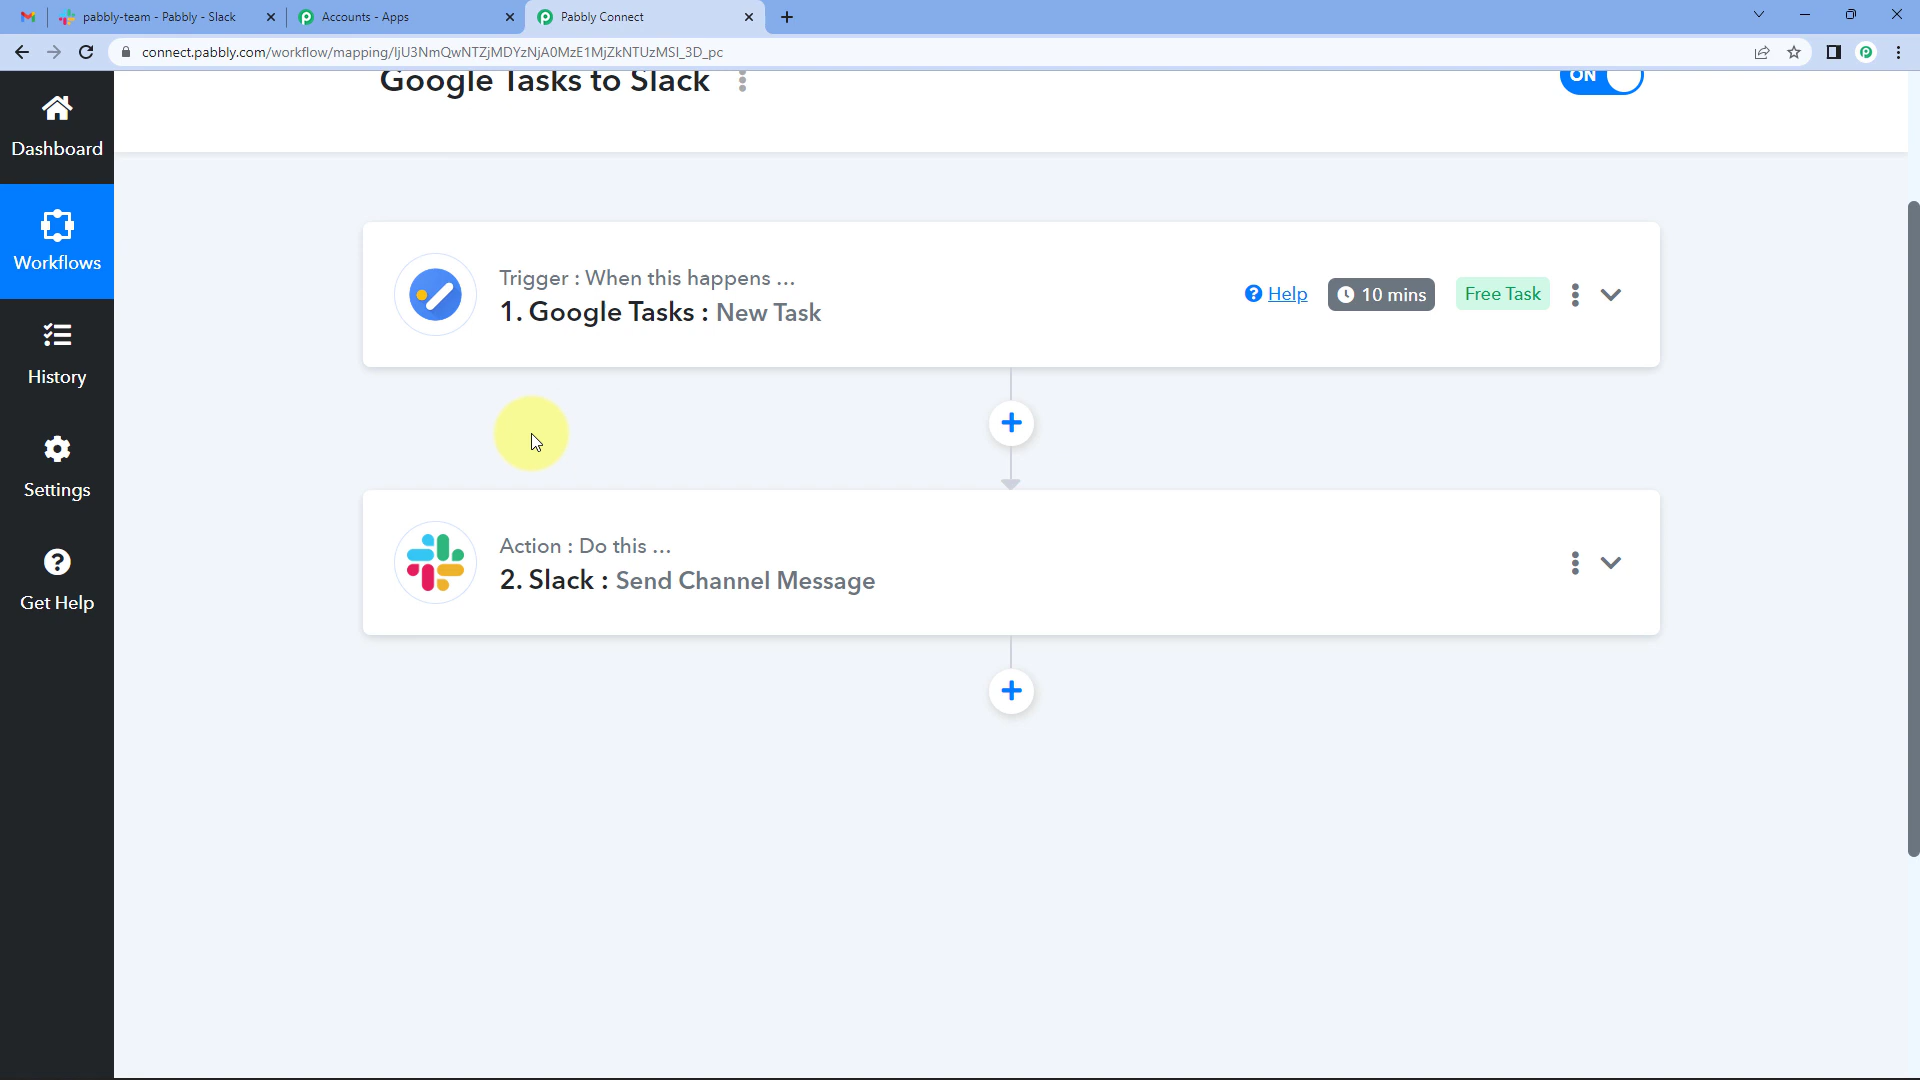 pabbly-team - Pabbly - Slack
Accounts - Apps
Pabbly Connect
connect.pabbly.com/workflow/mapping/IjU3NmQwNTZjMDYzNjA0MzE1MjZkNTUzMSI_3D_pc
Google Tasks to Slack
ON
Dashboard
Workflows
History
Settings
Get Help
Trigger : When this happens ...
1. Google Tasks : New Task
Help
10 mins
Free Task
Action : Do this ...
2. Slack : Send Channel Message